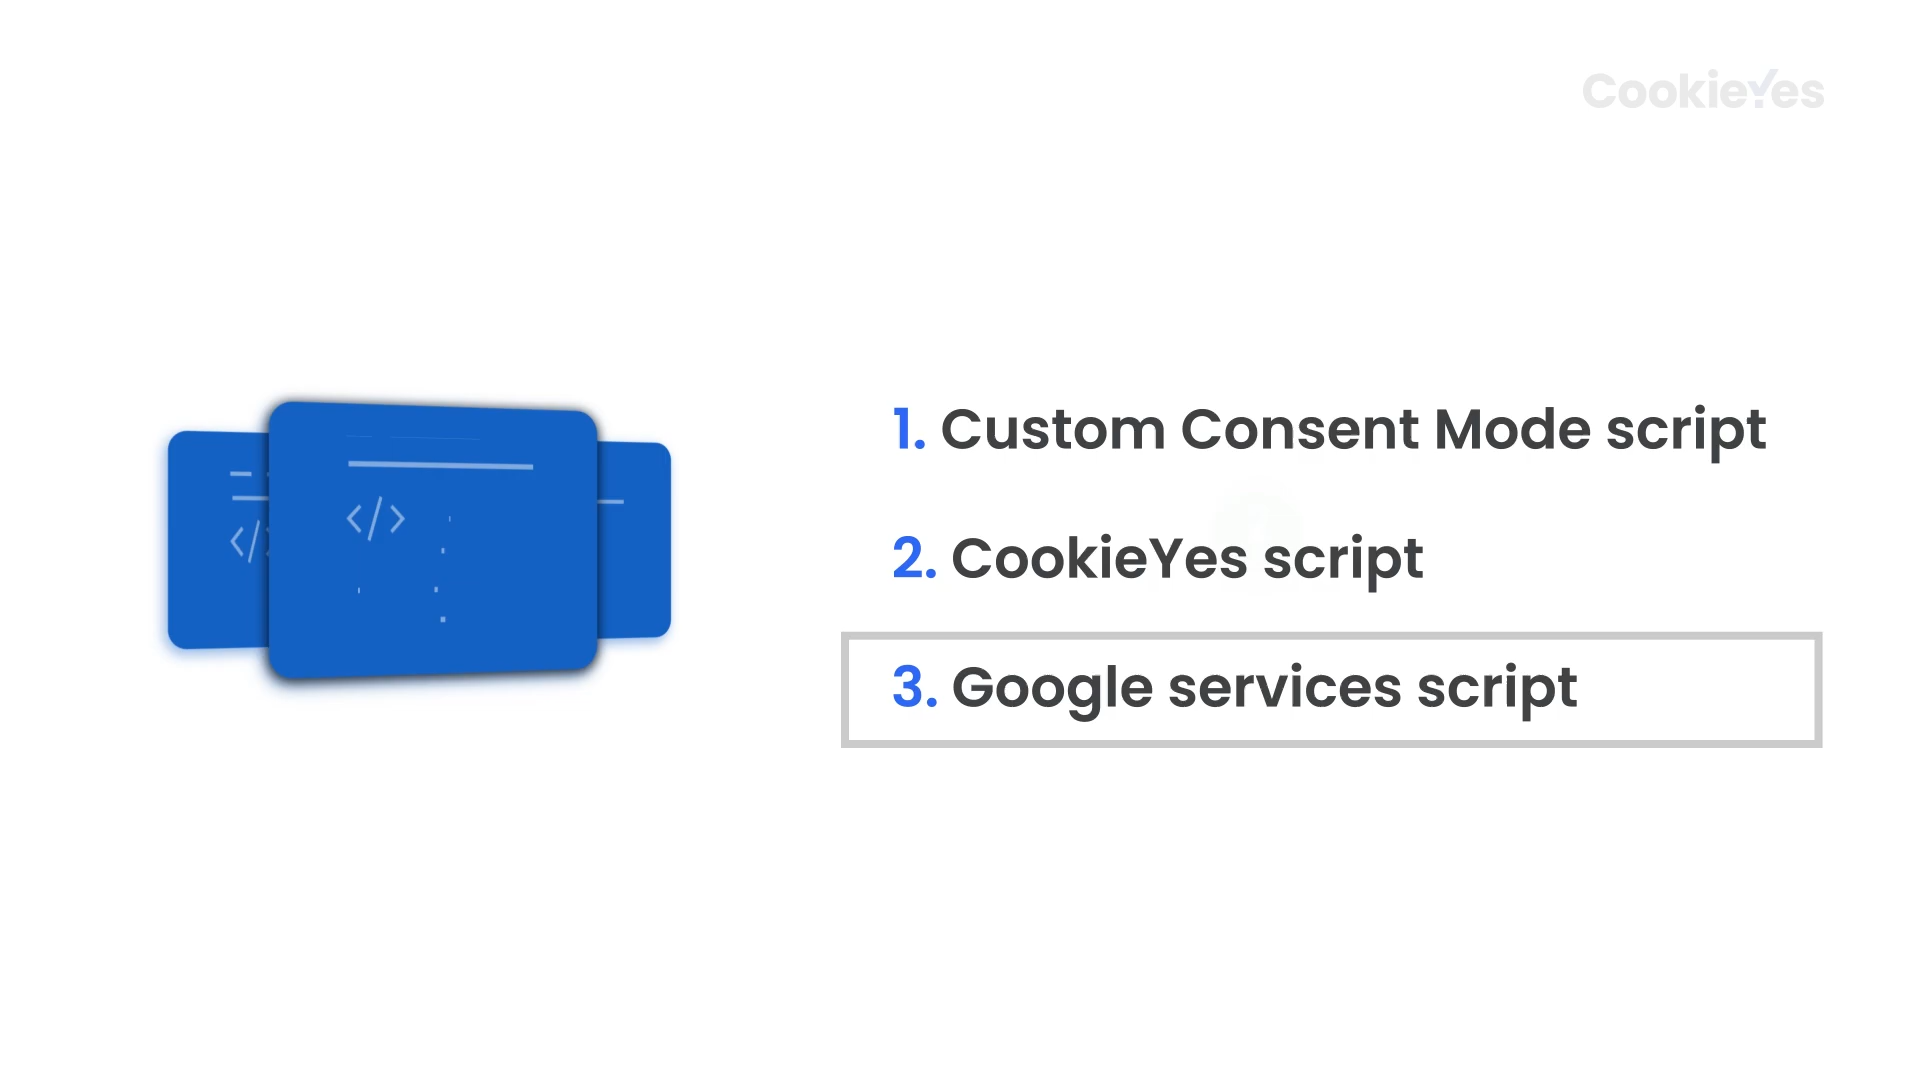 CookieYes
1. Custom Consent Mode script
2. CookieYes script
3. Google services script